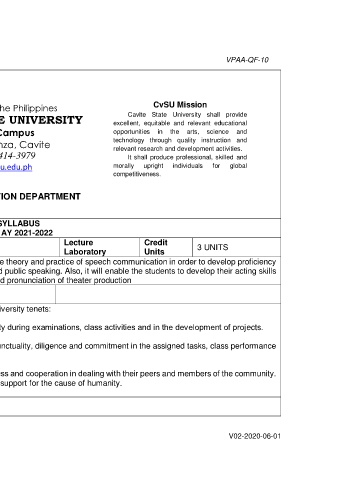 VPAA-QF-10
he Philippines
E UNIVERSITY
Campus
nza, Cavite
414-3979
u.edu.ph
CvSU Mission
Cavite State University shall provide
excellent, equitable and relevant educational
opportunities in the arts, science and
technology through quality instruction and
relevant research and development activities.
It shall produce professional, skilled and
morally upright individuals for global
competitiveness.
ION DEPARTMENT
SYLLABUS
AY 2021-2022
Lecture
Laboratory
Credit
Units
3 UNITS
e theory and practice of speech communication in order to develop proficiency
d public speaking. Also, it will enable the students to develop their acting skills
d pronunciation of theater production
iversity tenets:
ty during examinations, class activities and in the development of projects.
unctuality, diligence and commitment in the assigned tasks, class performance
ss and cooperation in dealing with their peers and members of the community.
support for the cause of humanity.
V02-2020-06-01